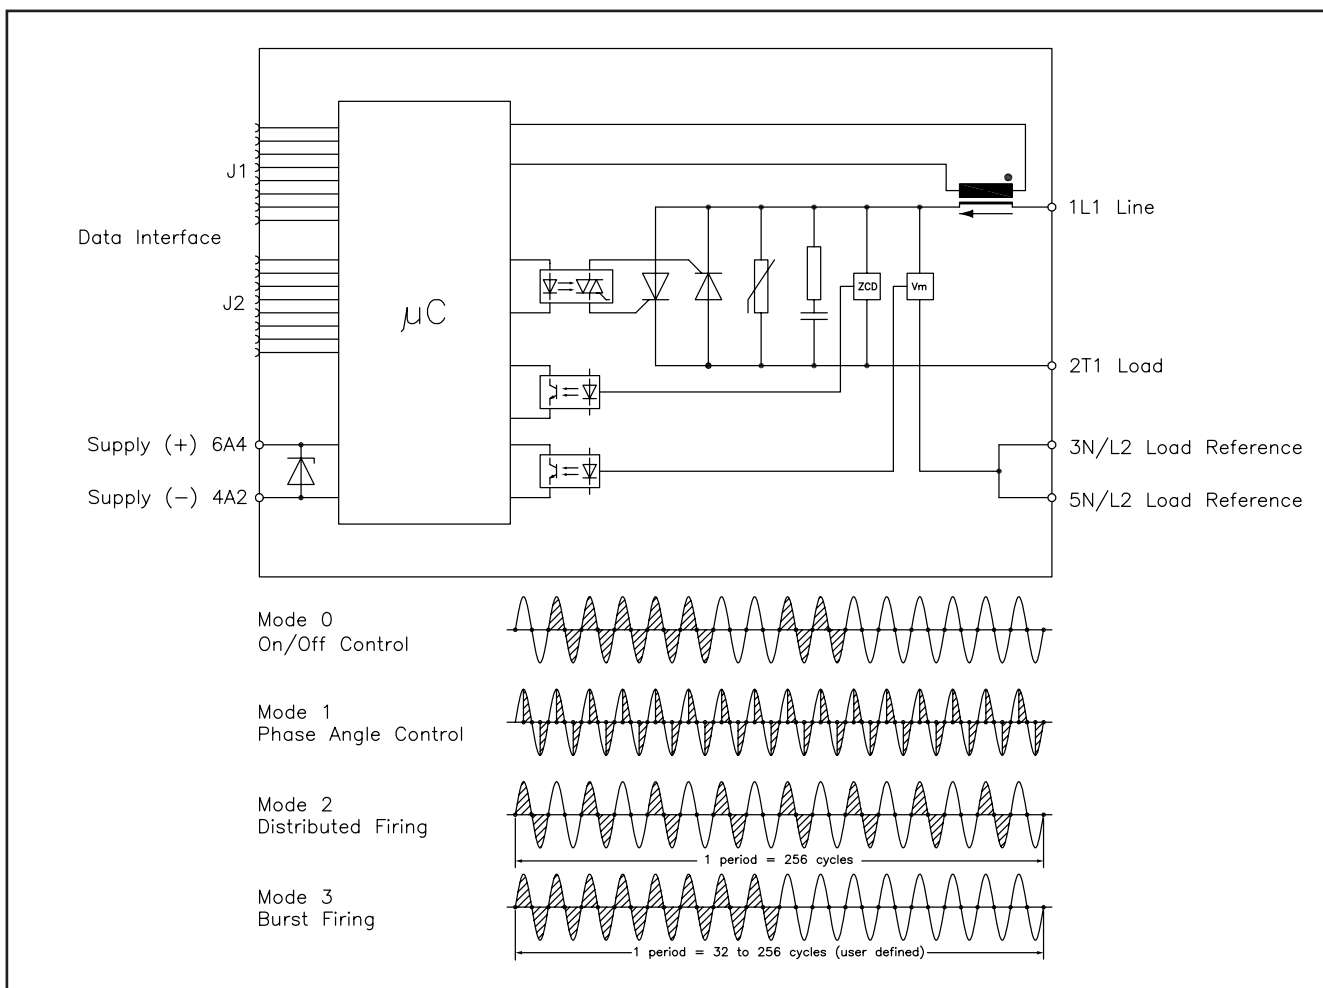 J1
1L1 Line
Data Interface
ZCD
Vm
J2
μC
2T1 Load
Supply (+) 6A4
3N/L2 Load Reference
Supply (-) 4A2
5N/L2 Load Reference
Mode 0
On/Off Control
Mode 1
Phase Angle Control
Mode 2
Distributed Firing
1 period = 256 cycles
Mode 3
Burst Firing
1 period = 32 to 256 cycles (user defined)